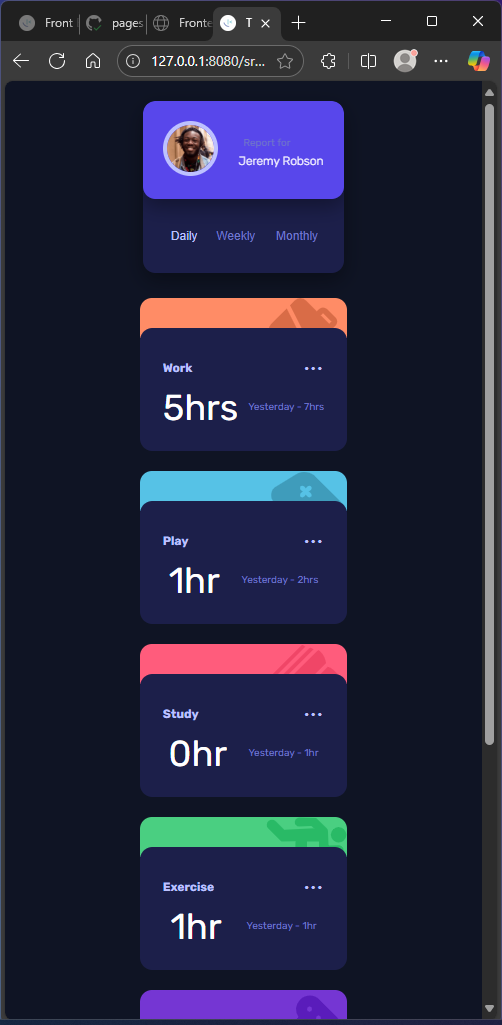 Front
pages
Fronte
T
127.0.0.1:8080/sr...
Report for
Jeremy Robson
Daily Weekly Monthly
Work
5hrs Yesterday - 7hrs
Play
1hr Yesterday - 2hrs
Study
0hr Yesterday - 1hr
Exercise
1hr Yesterday - 1hr